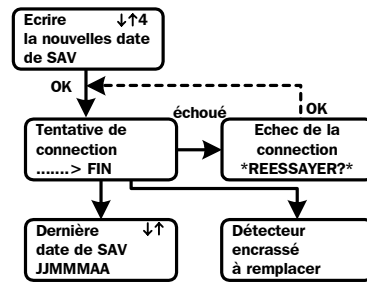 Ecrire ↓↑4
la nouvelles date
de SAV
OK
échoué
OK
Tentative de
connection
.......> FIN
Echec de la
connection
*REESSAYER?*
Dernière ↓↑
date de SAV
JJMMMAA
Détecteur
encrassé
à remplacer